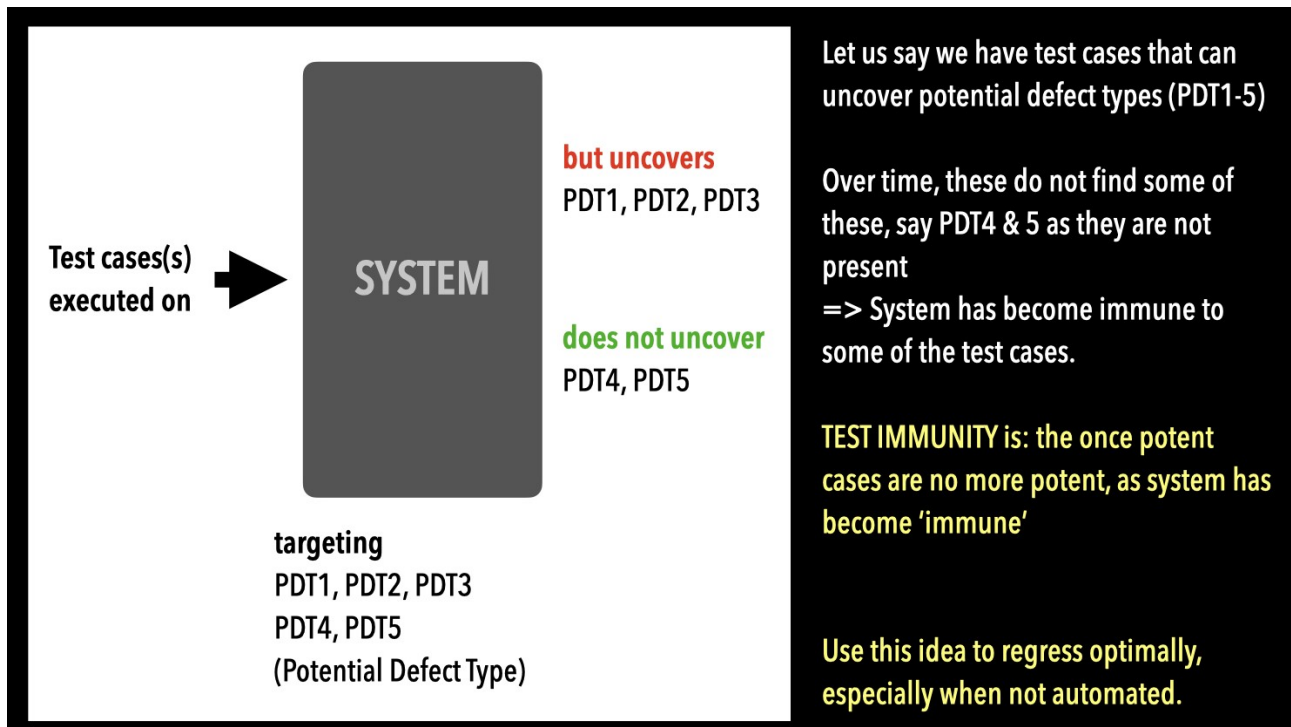 Test cases(s)
executed on
SYSTEM
but uncovers
PDT1, PDT2, PDT3
does not uncover
PDT4, PDT5
targeting
PDT1, PDT2, PDT3
PDT4, PDT5
(Potential Defect Type)
Let us say we have test cases that can
uncover potential defect types (PDT1-5)
Over time, these do not find some of
these, say PDT4 & 5 as they are not
present
=> System has become immune to
some of the test cases.
TEST IMMUNITY is: the once potent
cases are no more potent, as system has
become ‘immune’
Use this idea to regress optimally,
especially when not automated.